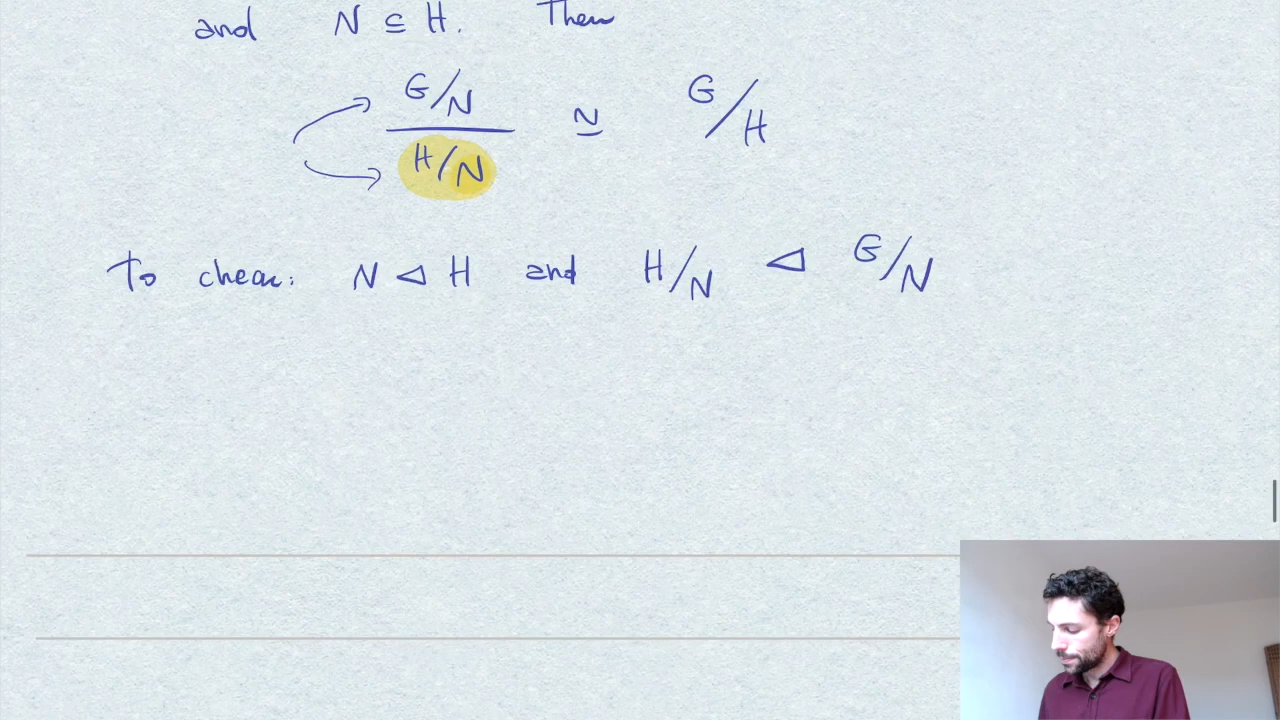 and N ⊆ H. Then
G/N
≅ G/H
H/N
To check: N ◁ H and H/N ◁ G/N